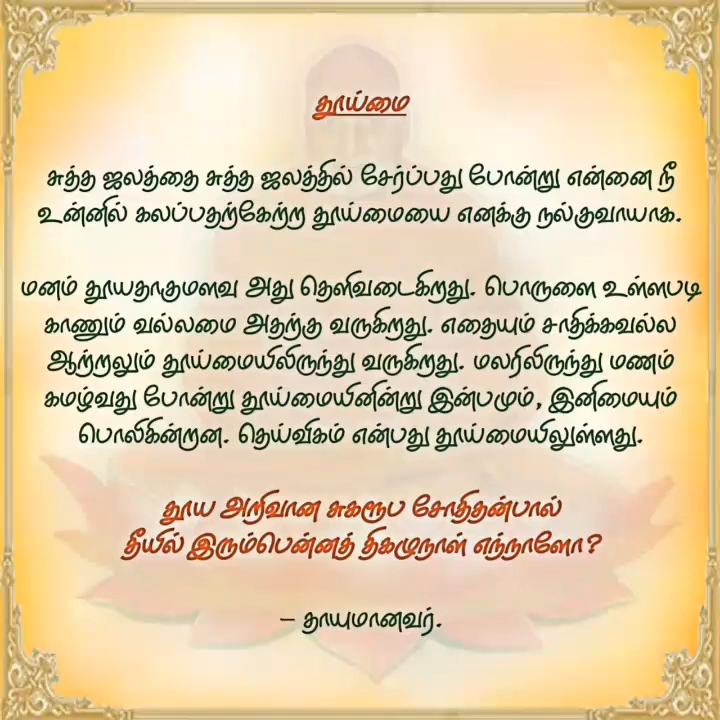 தூய்மை
சுத்த ஜலத்தை சுத்த ஜலத்தில் சேர்ப்பது போன்று என்னை நீ
உன்னில் கலப்பதற்கேற்ற தூய்மையை எனக்கு நல்குவாயாக.
மனம் தூயதாகுமளவு அது தெளிவடைகிறது. பொருளை உள்ளபடி
காணும் வல்லமை அதற்கு வருகிறது. எதையும் சாதிக்கவல்ல
ஆற்றலும் தூய்மையிலிருந்து வருகிறது. மலரிலிருந்து மணம்
கமழ்வது போன்று தூய்மையினின்று இன்பமும், இனிமையும்
பொலிகின்றன. தெய்விகம் என்பது தூய்மையிலுள்ளது.
தூய அறிவான சுகரூப சோதிதன்பால்
தீயில் இரும்பென்னத் திகழுநாள் எந்நாளோ?
– தாயுமானவர்.